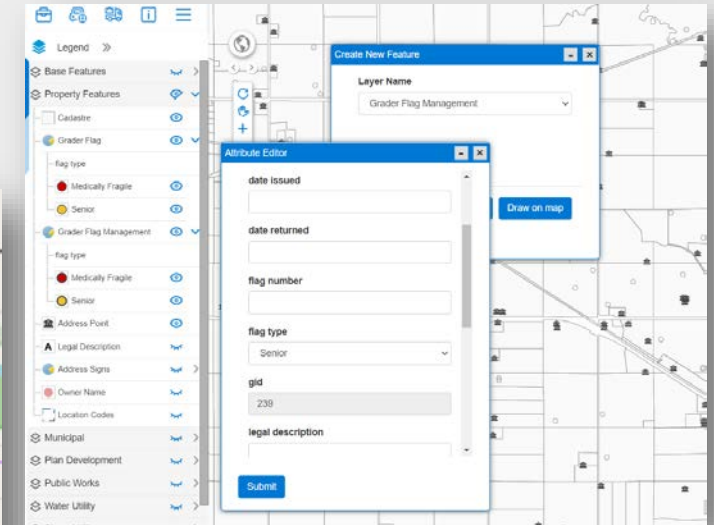 Legend
Base Features
Property Features
Cadastre
Grader Flag
flag type
Medically Fragile
Senior
Grader Flag Management
flag type
Medically Fragile
Senior
Address Point
A Legal Description
Address Signs
Owner Name
Location Codes
Municipal
Plan Development
Public Works
Water Utility
Create New Feature
Layer Name
Grader Flag Management
Draw on map
Attribute Editor
date issued
date returned
flag number
flag type
Senior
gid
239
legal description
Submit